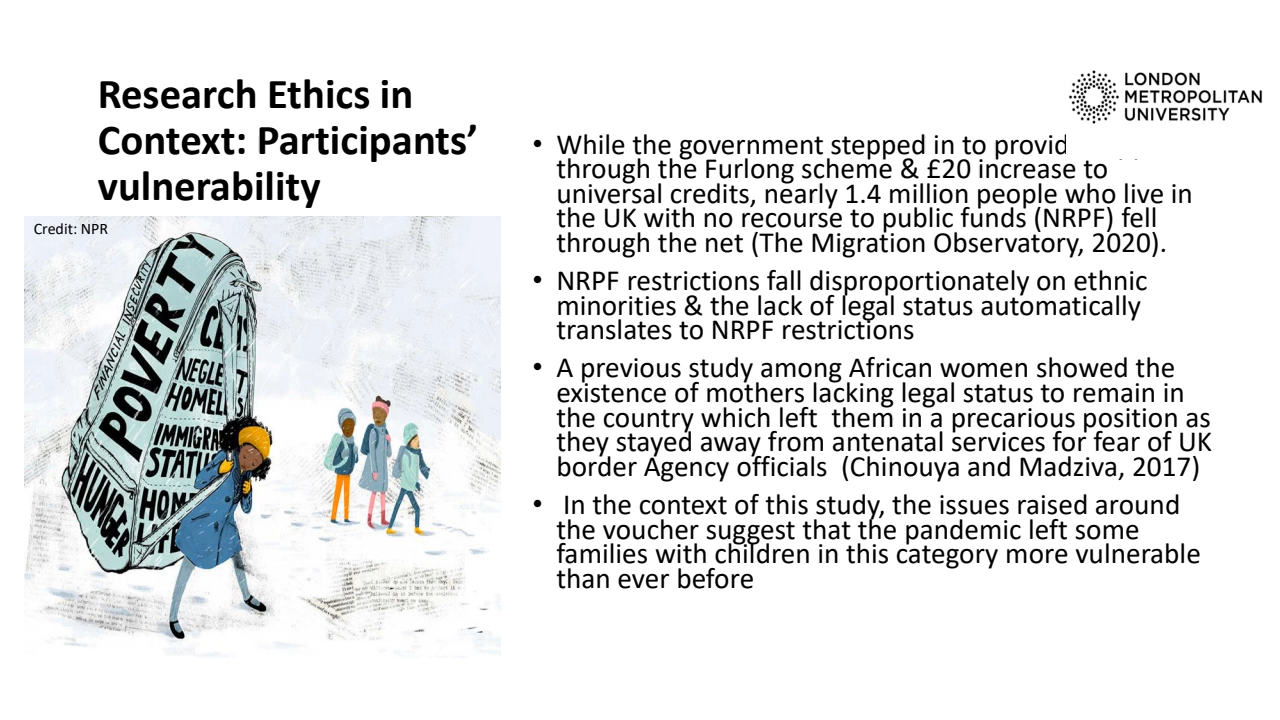 Research Ethics in
Context: Participants’
vulnerability
LONDON
METROPOLITAN
UNIVERSITY
• While the government stepped in to provid
through the Furlong scheme & £20 increase to
universal credits, nearly 1.4 million people who live in
the UK with no recourse to public funds (NRPF) fell
through the net (The Migration Observatory, 2020).
• NRPF restrictions fall disproportionately on ethnic
minorities & the lack of legal status automatically
translates to NRPF restrictions
• A previous study among African women showed the
existence of mothers lacking legal status to remain in
the country which left  them in a precarious position as
they stayed away from antenatal services for fear of UK
border Agency officials  (Chinouya and Madziva, 2017)
• In the context of this study, the issues raised around
the voucher suggest that the pandemic left some
families with children in this category more vulnerable
than ever before
Credit: NPR
FINANCIAL INSECURITY
POVERTY
NEGLE
HOMEL
IMMIGRA
STATU
HUNGER
HOM